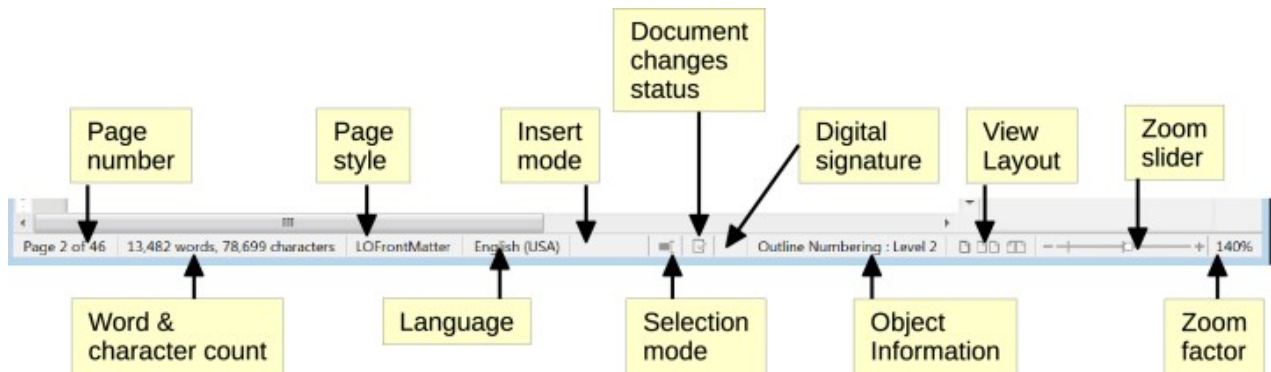 Document
changes
status
Page
number
Page
style
Insert
mode
Digital
signature
View
Layout
Zoom
slider
Page 2 of 46 13,482 words, 78,699 characters LOFrontMatter English (USA) Outline Numbering : Level 2 140%
Word &
character count
Language
Selection
mode
Object
Information
Zoom
factor